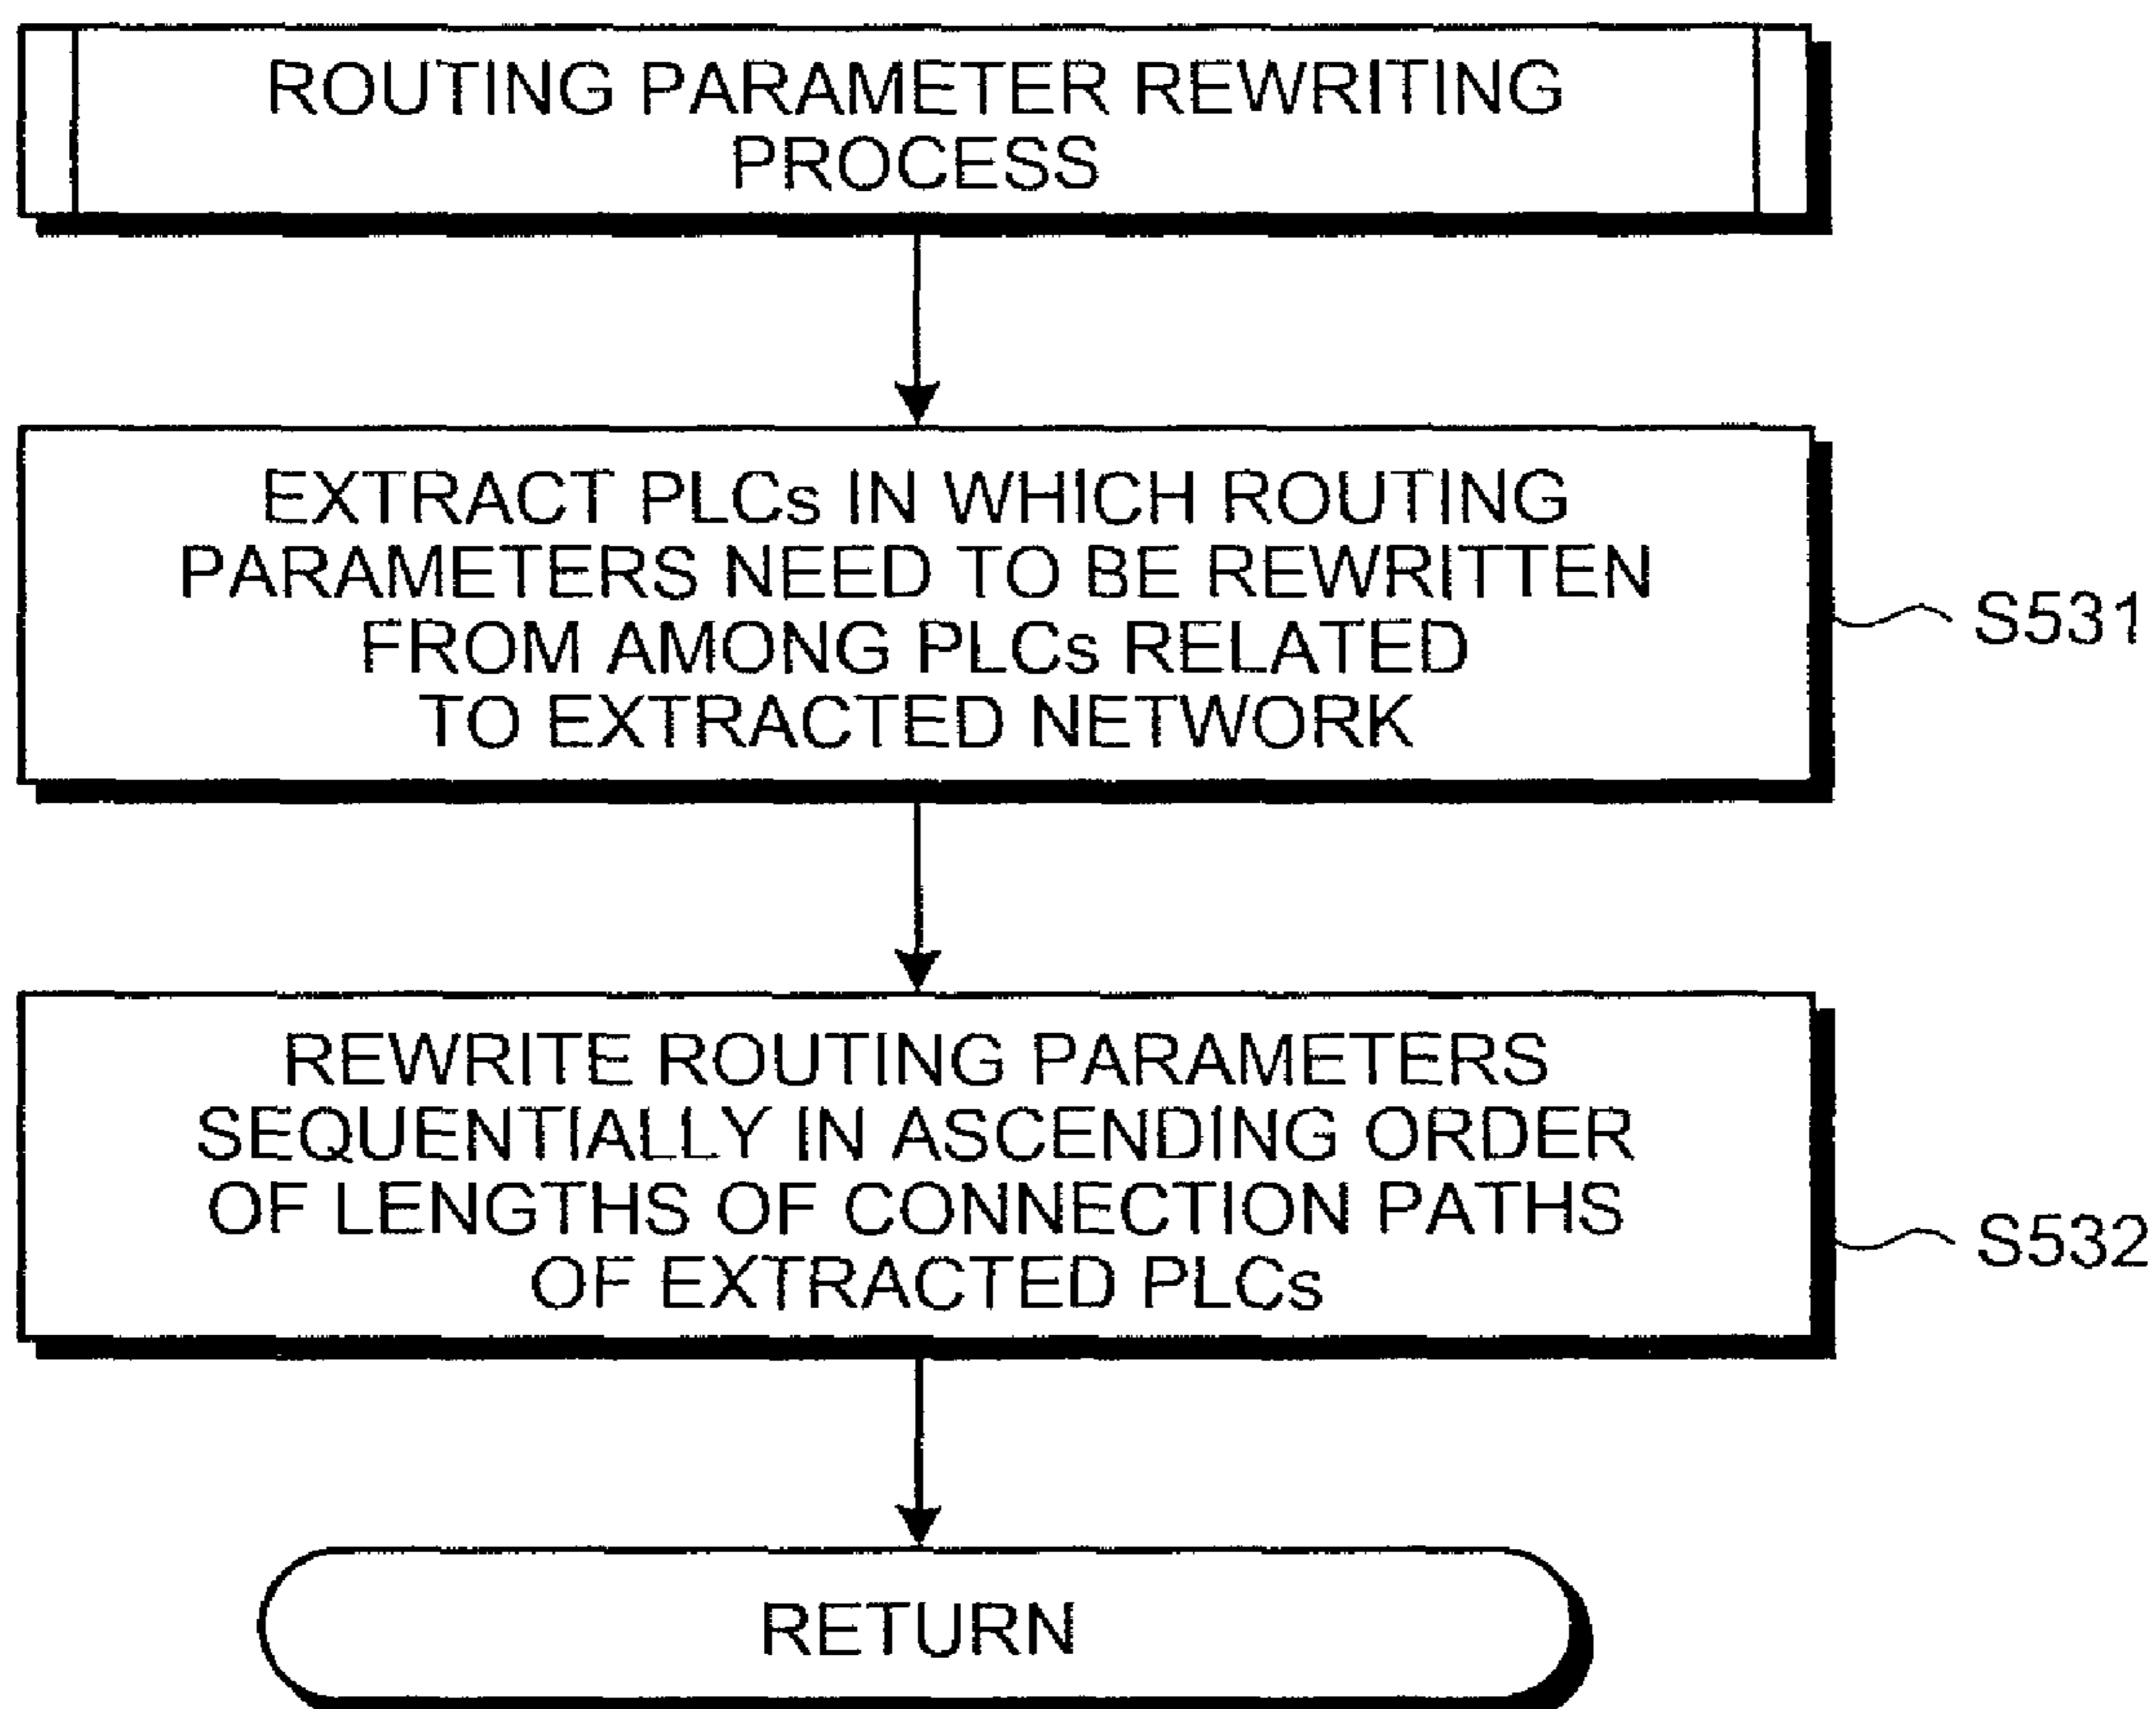 ROUTING PARAMETER REWRITING
PROCESS
EXTRACT PLCs IN WHICH ROUTING
PARAMETERS NEED TO BE REWRITTEN
FROM AMONG PLCs RELATED
TO EXTRACTED NETWORK
S531
REWRITE ROUTING PARAMETERS
SEQUENTIALLY IN ASCENDING ORDER
OF LENGTHS OF CONNECTION PATHS
OF EXTRACTED PLCs
S532
RETURN